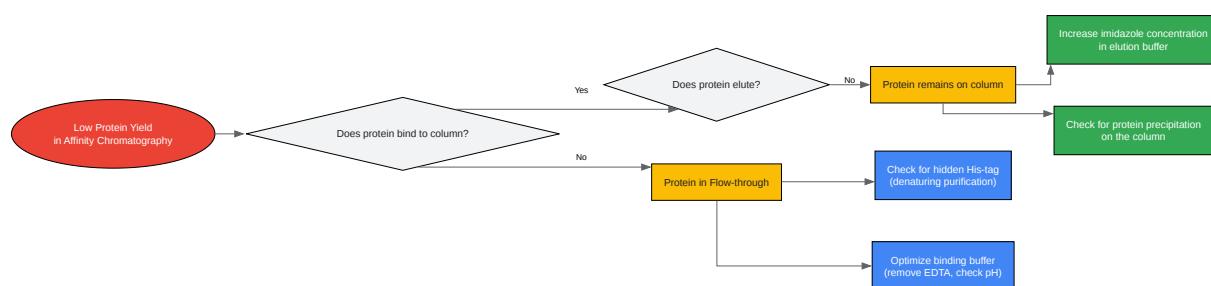 Low Protein Yield
in Affinity Chromatography
Does protein bind to column?
Yes
Does protein elute?
No
Protein remains on column
Increase imidazole concentration
in elution buffer
Check for protein precipitation
on the column
No
Protein in Flow-through
Check for hidden His-tag
(denaturing purification)
Optimize binding buffer
(remove EDTA, check pH)